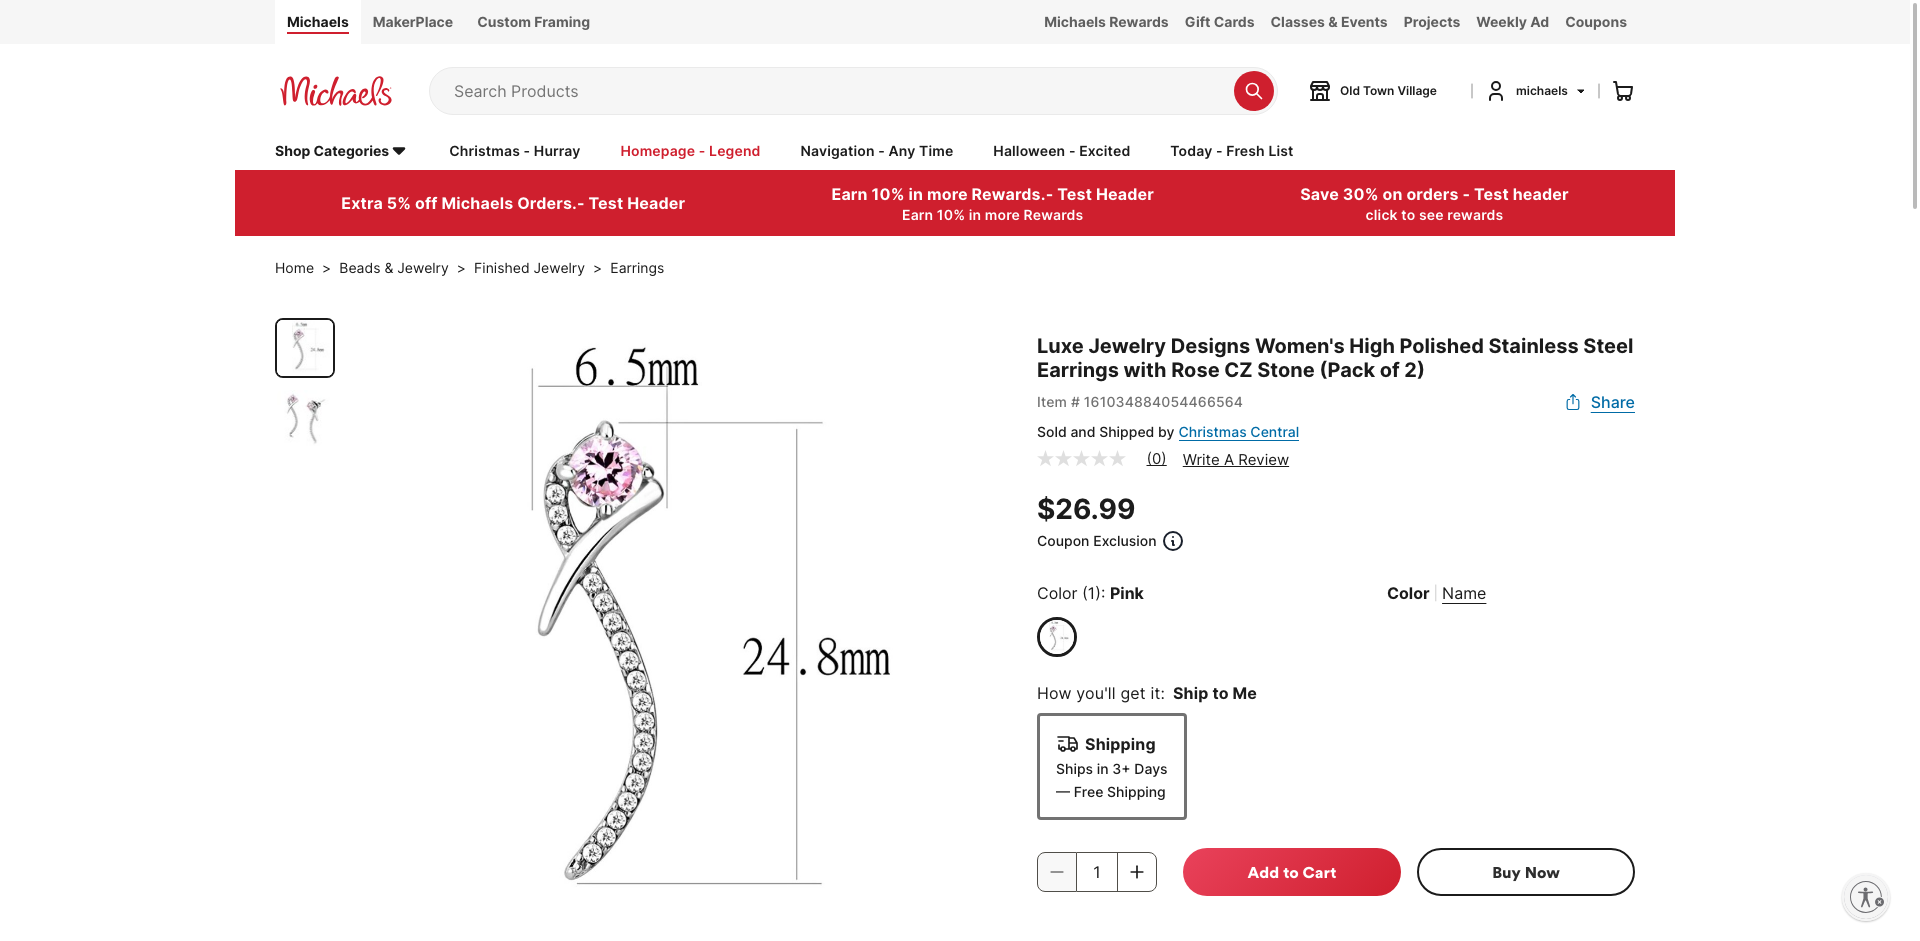 Michaels
MakerPlace
Custom Framing
Michaels Rewards
Gift Cards
Classes & Events
Projects
Weekly Ad
Coupons
Michaels
Search Products
Old Town Village
michaels
Shop Categories
Christmas - Hurray
Homepage - Legend
Navigation - Any Time
Halloween - Excited
Today - Fresh List
Extra 5% off Michaels Orders.- Test Header
Earn 10% in more Rewards.- Test Header
Earn 10% in more Rewards
Save 30% on orders - Test header
click to see rewards
Home > Beads & Jewelry > Finished Jewelry > Earrings
6.5mm
24.8mm
Luxe Jewelry Designs Women's High Polished Stainless Steel
Earrings with Rose CZ Stone (Pack of 2)
Item # 161034884054466564
Share
Sold and Shipped by Christmas Central
(0)
Write A Review
$26.99
Coupon Exclusion
Color (1): Pink
Color | Name
How you'll get it: Ship to Me
Shipping
Ships in 3+ Days
— Free Shipping
1
Add to Cart
Buy Now